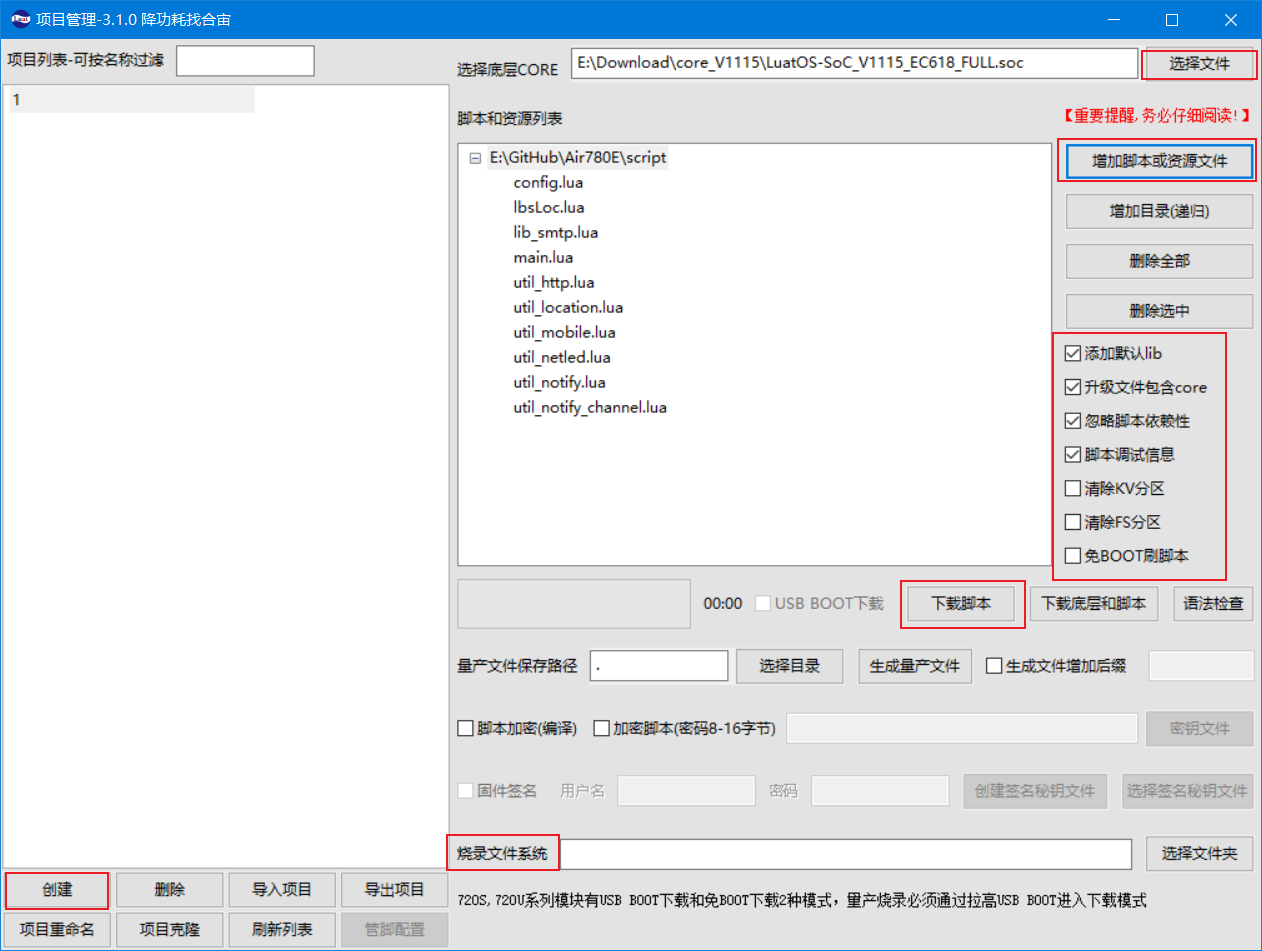 项目管理-3.1.0 降功耗找合宙
项目列表-可按名称过滤
1
选择底层CORE E:\Download\core_V1115\LuatOS-SoC_V1115_EC618_FULL.soc 选择文件
脚本和资源列表 【重要提醒, 务必仔细阅读! 】
E:\GitHub\Air780E\script
config.lua
lbsLoc.lua
lib_smtp.lua
main.lua
util_http.lua
util_location.lua
util_mobile.lua
util_netled.lua
util_notify.lua
util_notify_channel.lua
增加脚本或资源文件
增加目录(递归)
删除全部
删除选中
添加默认lib
升级文件包含core
忽略脚本依赖性
脚本调试信息
清除KV分区
清除FS分区
免BOOT刷脚本
00:00 USB BOOT下载 下载脚本 下载底层和脚本 语法检查
量产文件保存路径 . 选择目录 生成量产文件 生成文件增加后缀
脚本加密(编译) 加密脚本(密码8-16字节) 密钥文件
固件签名 用户名 密码 创建签名秘钥文件 选择签名秘钥文件
烧录文件系统 选择文件夹
720S, 720U系列模块有USB BOOT下载和免BOOT下载2种模式，量产烧录必须通过拉高USB BOOT进入下载模式
创建 删除 导入项目 导出项目
项目重命名 项目克隆 刷新列表 管脚配置